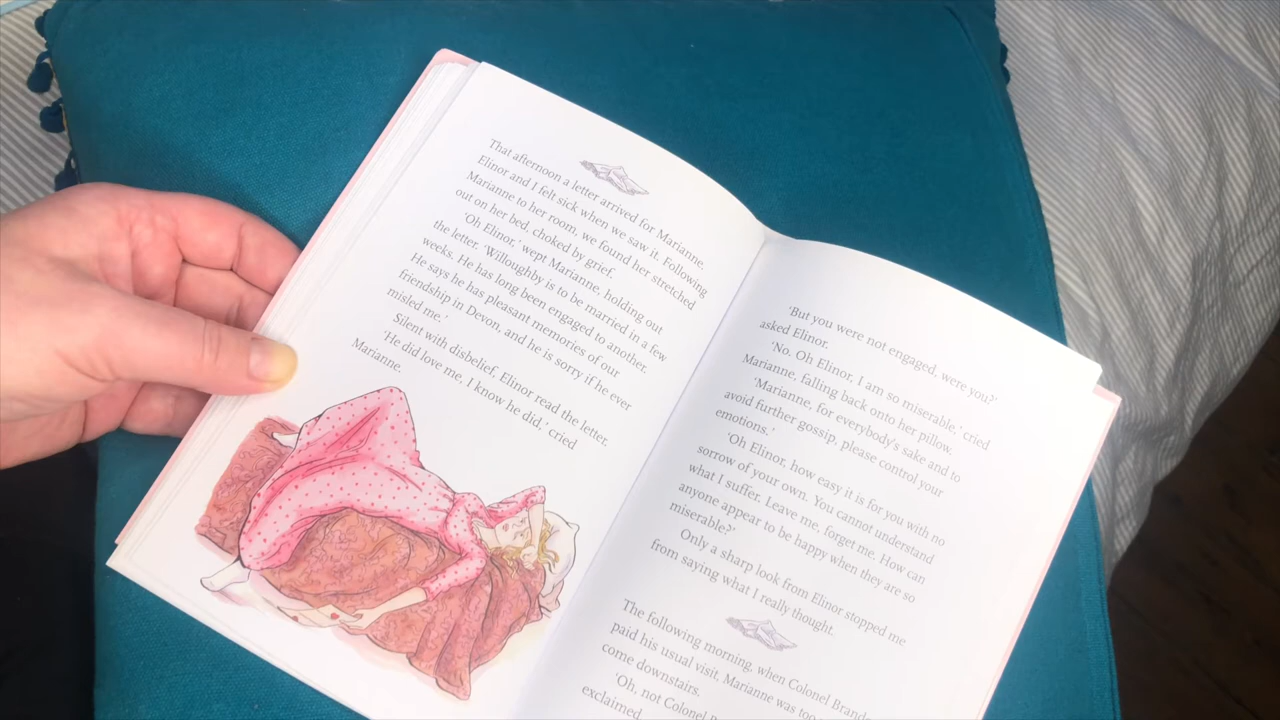 That afternoon a letter arrived for Marianne.
Elinor and I felt sick when we saw it. Following
Marianne to her room, we found her stretched
out on her bed, choked by grief.
‘Oh Elinor,’ wept Marianne, holding out
the letter. ‘Willoughby is to be married in a few
weeks. He has long been engaged to another.
He says he has pleasant memories of our
friendship in Devon, and he is sorry if he ever
misled me.’
Silent with disbelief, Elinor read the letter.
‘He did love me, I know he did,’ cried
Marianne.
‘But you were not engaged, were you?’
asked Elinor.
‘No. Oh Elinor, I am so miserable,’ cried
Marianne, falling back onto her pillow.
‘Marianne, for everybody’s sake and to
avoid further gossip, please control your
emotions.’
‘Oh Elinor, how easy it is for you with no
sorrow of your own. You cannot understand
what I suffer. Leave me, forget me. How can
anyone appear to be happy when they are so
miserable?’
Only a sharp look from Elinor stopped me
from saying what I really thought.
The following morning, when Colonel
paid his usual visit, Marianne was too
come downstairs.
‘Oh, not Colonel
exclaimed